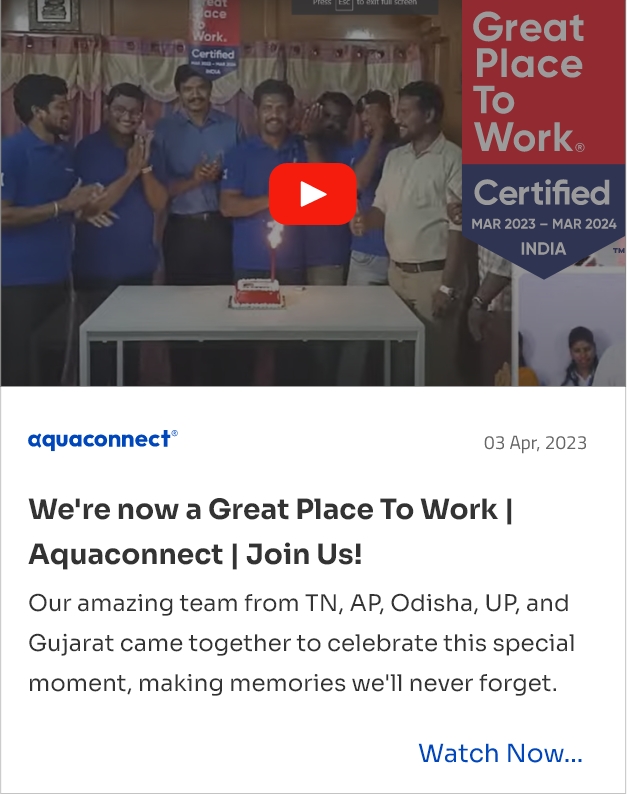 Great
Place
To
Work.
Certified
MAR 2023 – MAR 2024
INDIA
Press Esc to exit full screen
Great
Place
To
Work.®
Certified
MAR 2023 – MAR 2024
INDIA
TM
aquaconnect®
03 Apr, 2023
We're now a Great Place To Work |
Aquaconnect | Join Us!
Our amazing team from TN, AP, Odisha, UP, and
Gujarat came together to celebrate this special
moment, making memories we'll never forget.
Watch Now...